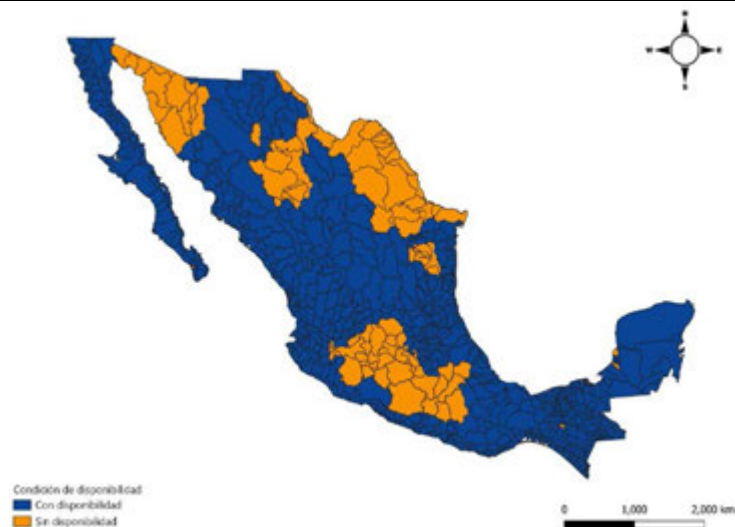 N
W E
S
Condición de disponibilidad
Con disponibilidad
Sin disponibilidad
0 1,000 2,000 km